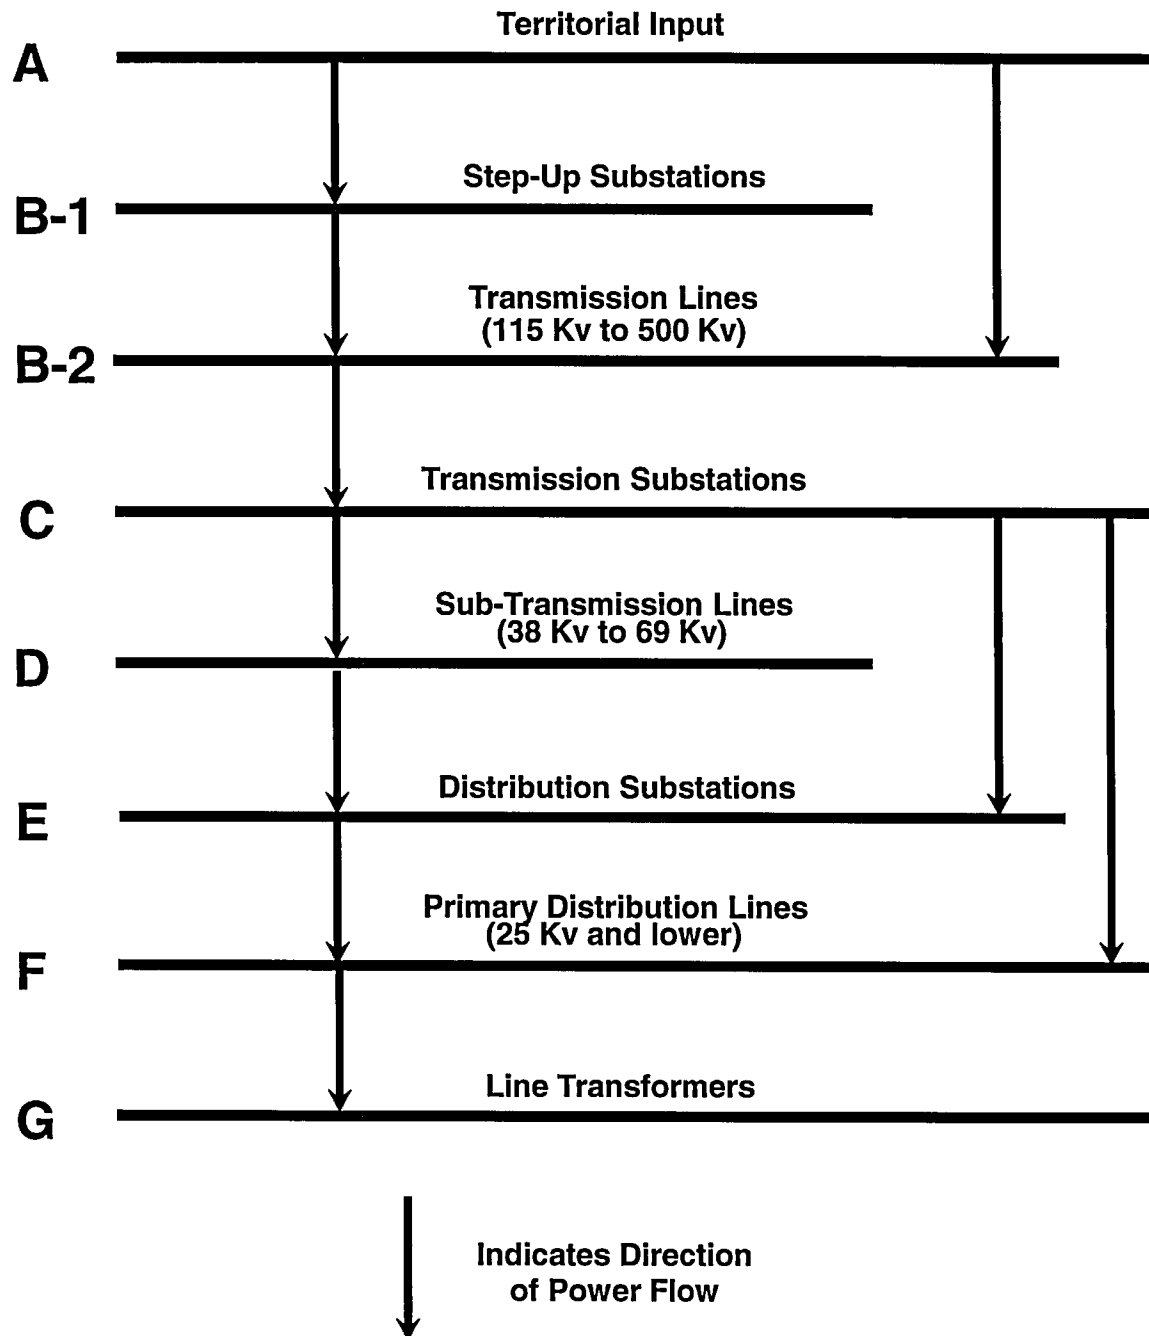 Territorial Input
A
Step-Up Substations
B-1
Transmission Lines
(115 Kv to 500 Kv)
B-2
Transmission Substations
C
Sub-Transmission Lines
(38 Kv to 69 Kv)
D
Distribution Substations
E
Primary Distribution Lines
(25 Kv and lower)
F
Line Transformers
G
Indicates Direction
of Power Flow